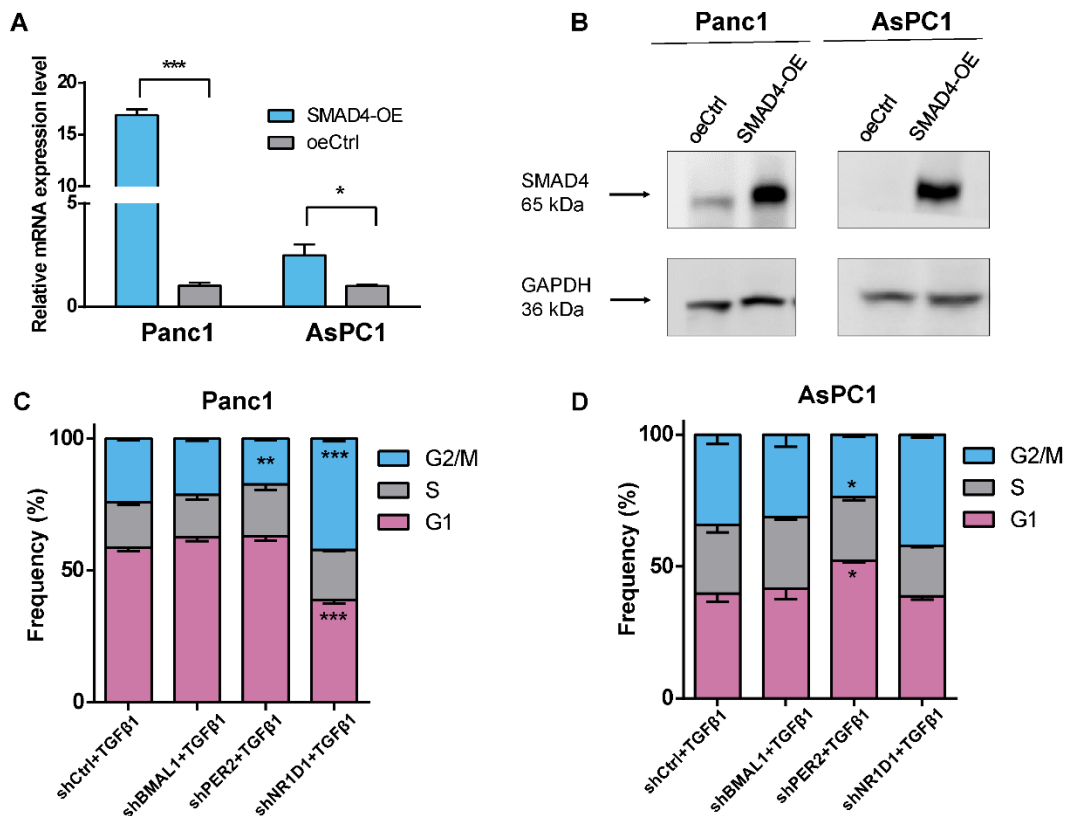 A
Relative mRNA expression level
20
15
10
5
0
***
*
SMAD4-OE
oeCtrl
Panc1
AsPC1
B
Panc1
AsPC1
oeCtrl
SMAD4-OE
oeCtrl
SMAD4-OE
SMAD4
65 kDa
GAPDH
36 kDa
C
Panc1
Frequency (%)
100
50
0
**
***
***
G2/M
S
G1
shCtrl+TGFβ1
shBMAL1+TGFβ1
shPER2+TGFβ1
shNR1D1+TGFβ1
D
AsPC1
Frequency (%)
100
50
0
*
*
G2/M
S
G1
shCtrl+TGFβ1
shBMAL1+TGFβ1
shPER2+TGFβ1
shNR1D1+TGFβ1